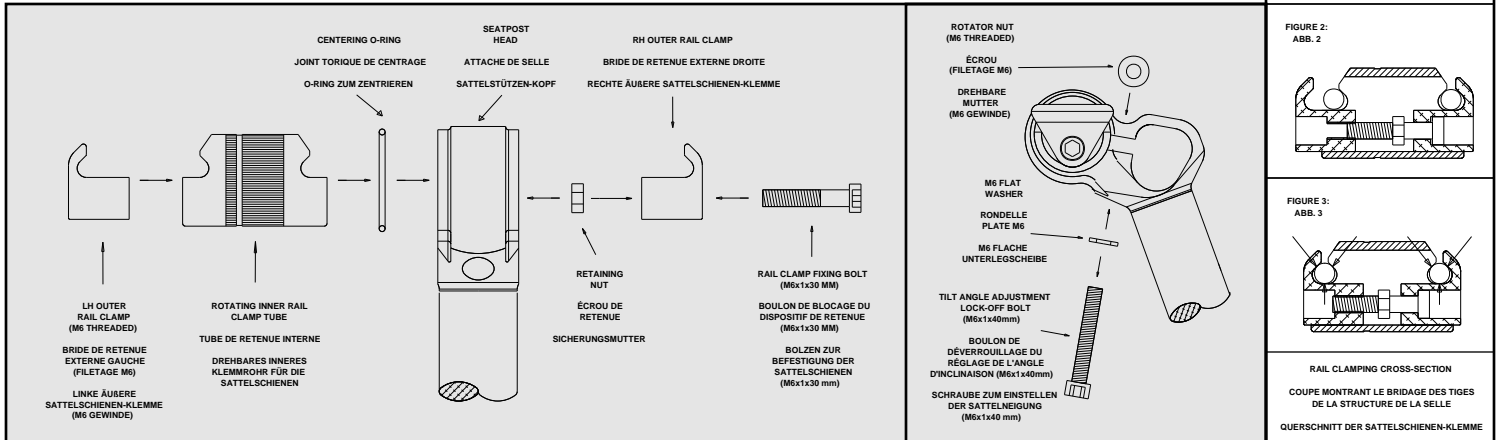 CENTERING O-RING
JOINT TORIQUE DE CENTRAGE
O-RING ZUM ZENTRIEREN
SEATPOST
HEAD
ATTACHE DE SELLE
SATTELSTÜTZEN-KOPF
RH OUTER RAIL CLAMP
BRIDE DE RETENUE EXTERNE DROITE
RECHTE ÄUßERE SATTELSCHIENEN-KLEMME
LH OUTER
RAIL CLAMP
(M6 THREADED)
BRIDE DE RETENUE
EXTERNE GAUCHE
(FILETAGE M6)
LINKE ÄUßERE
SATTELSCHIENEN-KLEMME
(M6 GEWINDE)
ROTATING INNER RAIL
CLAMP TUBE
TUBE DE RETENUE INTERNE
DREHBARES INNERES
KLEMMROHR FÜR DIE
SATTELSCHIENEN
RETAINING
NUT
ÉCROU DE
RETENUE
SICHERUNGSMUTTER
RAIL CLAMP FIXING BOLT
(M6x1x30 MM)
BOULON DE BLOCAGE DU
DISPOSITIF DE RETENUE
(M6x1x30 MM)
BOLZEN ZUR
BEFESTIGUNG DER
SATTELSCHIENEN
(M6x1x30 mm)
ROTATOR NUT
(M6 THREADED)
ÉCROU
(FILETAGE M6)
DREHBARE
MUTTER
(M6 GEWINDE)
M6 FLAT
WASHER
RONDELLE
PLATE M6
M6 FLACHE
UNTERLEGSCHEIBE
TILT ANGLE ADJUSTMENT
LOCK-OFF BOLT
(M6x1x40mm)
BOULON DE
DÉVERROUILLAGE DU
RÉGLAGE DE L'ANGLE
D'INCLINAISON (M6x1x40mm)
SCHRAUBE ZUM EINSTELLEN
DER SATTELNEIGUNG
(M6x1x40 mm)
FIGURE 2:
ABB. 2
FIGURE 3:
ABB. 3
RAIL CLAMPING CROSS-SECTION
COUPE MONTRANT LE BRIDAGE DES TIGES
DE LA STRUCTURE DE LA SELLE
QUERSCHNITT DER SATTELSCHIENEN-KLEMME